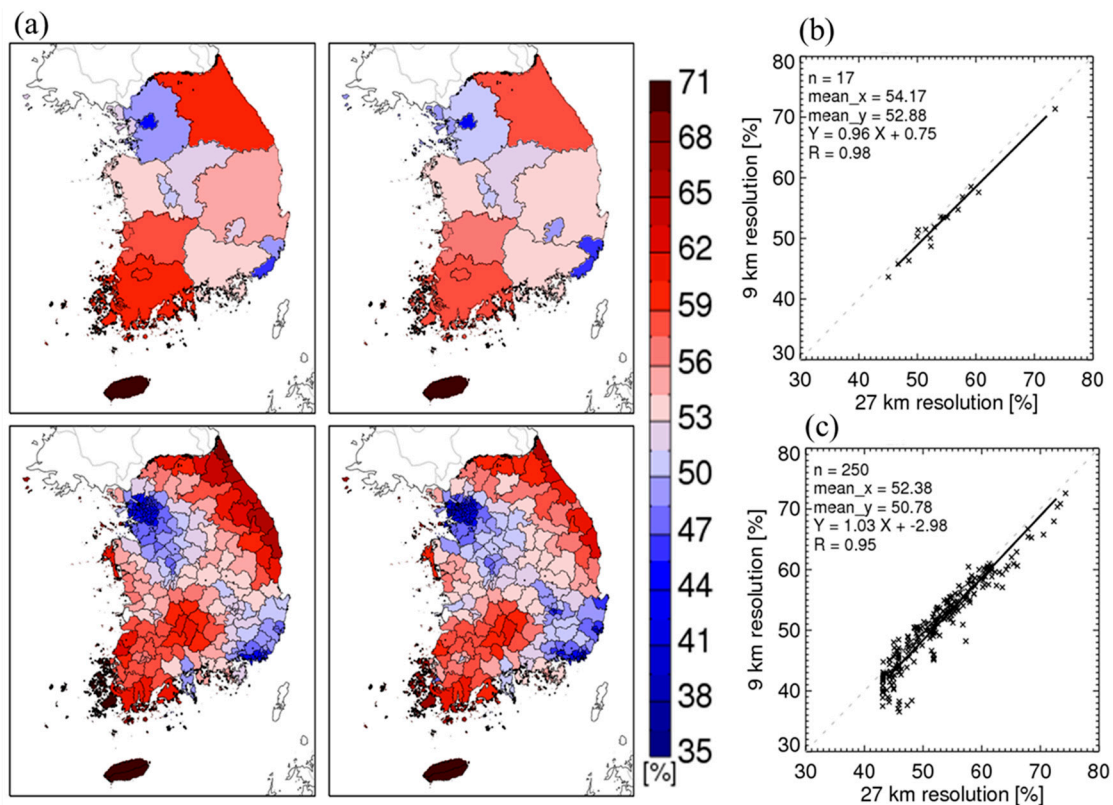 (a)
71
68
65
62
59
56
53
50
47
44
41
38
35
[%]
(b)
80
70
60
50
40
30
9 km resolution [%]
n = 17
mean_x = 54.17
mean_y = 52.88
Y = 0.96 X + 0.75
R = 0.98
30 40 50 60 70 80
27 km resolution [%]
(c)
80
70
60
50
40
30
9 km resolution [%]
n = 250
mean_x = 52.38
mean_y = 50.78
Y = 1.03 X + -2.98
R = 0.95
30 40 50 60 70 80
27 km resolution [%]